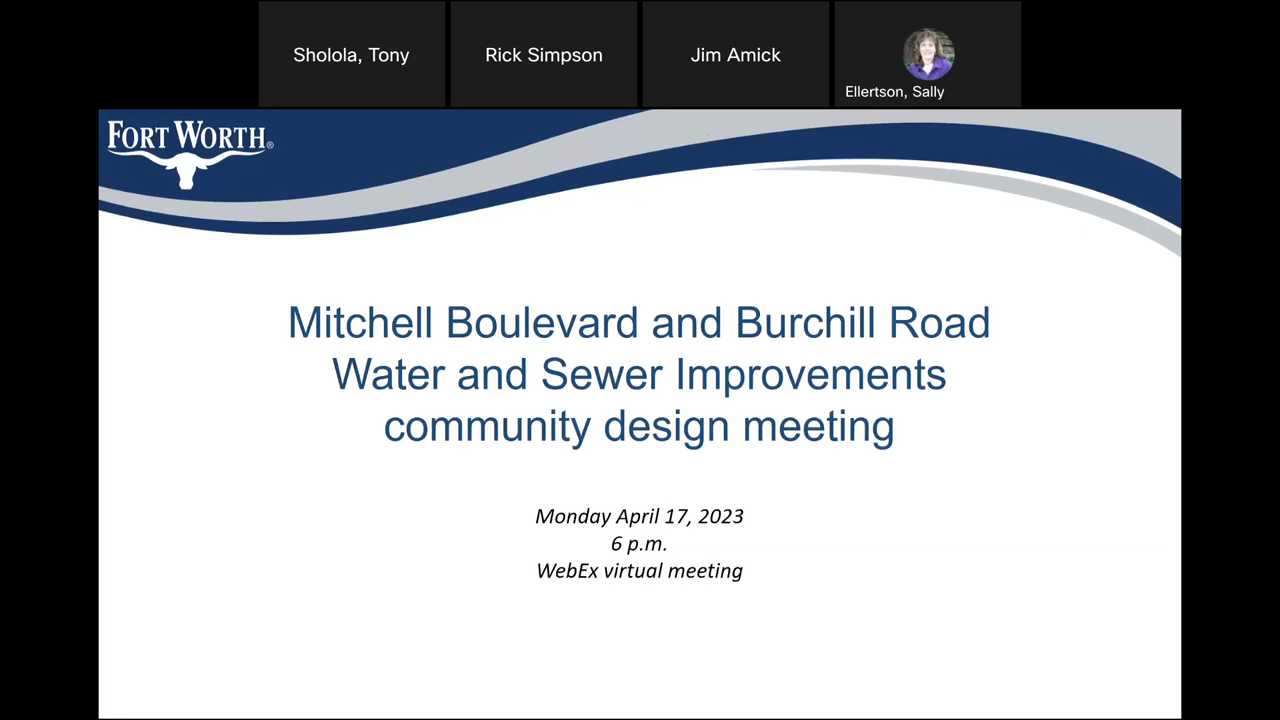 Sholola, Tony
Rick Simpson
Jim Amick
Ellertson, Sally
FORT WORTH®
Mitchell Boulevard and Burchill Road
Water and Sewer Improvements
community design meeting
Monday April 17, 2023
6 p.m.
WebEx virtual meeting